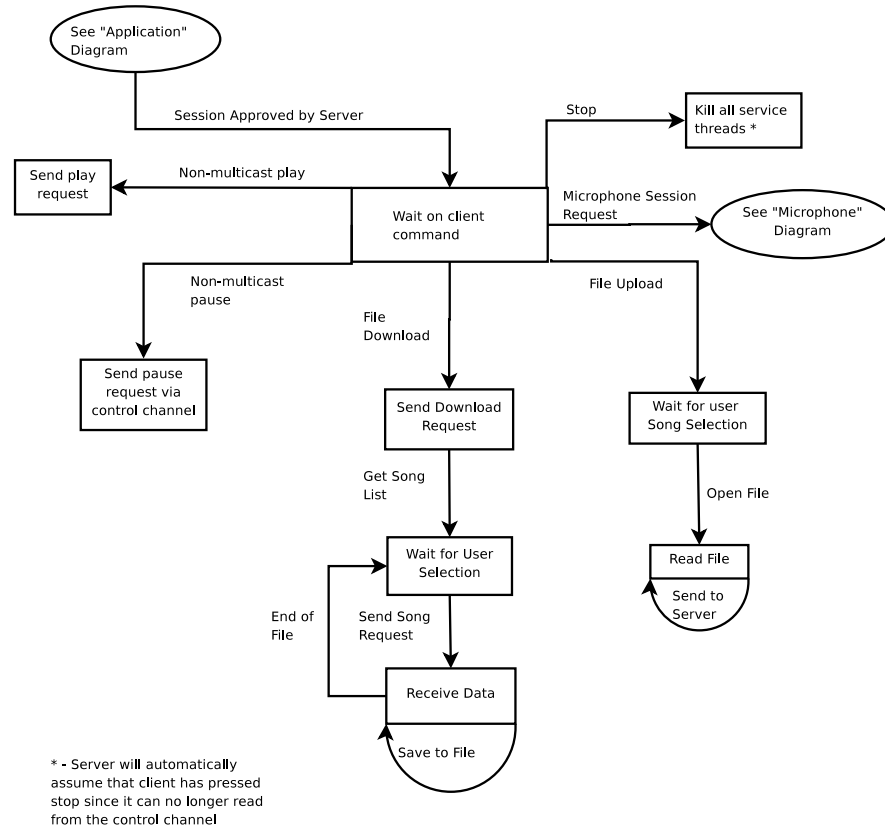 See "Application"
Diagram
Session Approved by Server
Stop
Kill all service
threads *
Send play
request
Non-multicast play
Wait on client
command
Microphone Session
Request
See "Microphone"
Diagram
Non-multicast
pause
File
Download
File Upload
Send pause
request via
control channel
Send Download
Request
Wait for user
Song Selection
Get Song
List
Open File
Wait for User
Selection
Read File
Send to
Server
End of
File
Send Song
Request
Receive Data
Save to File
* - Server will automatically
assume that client has pressed
stop since it can no longer read
from the control channel